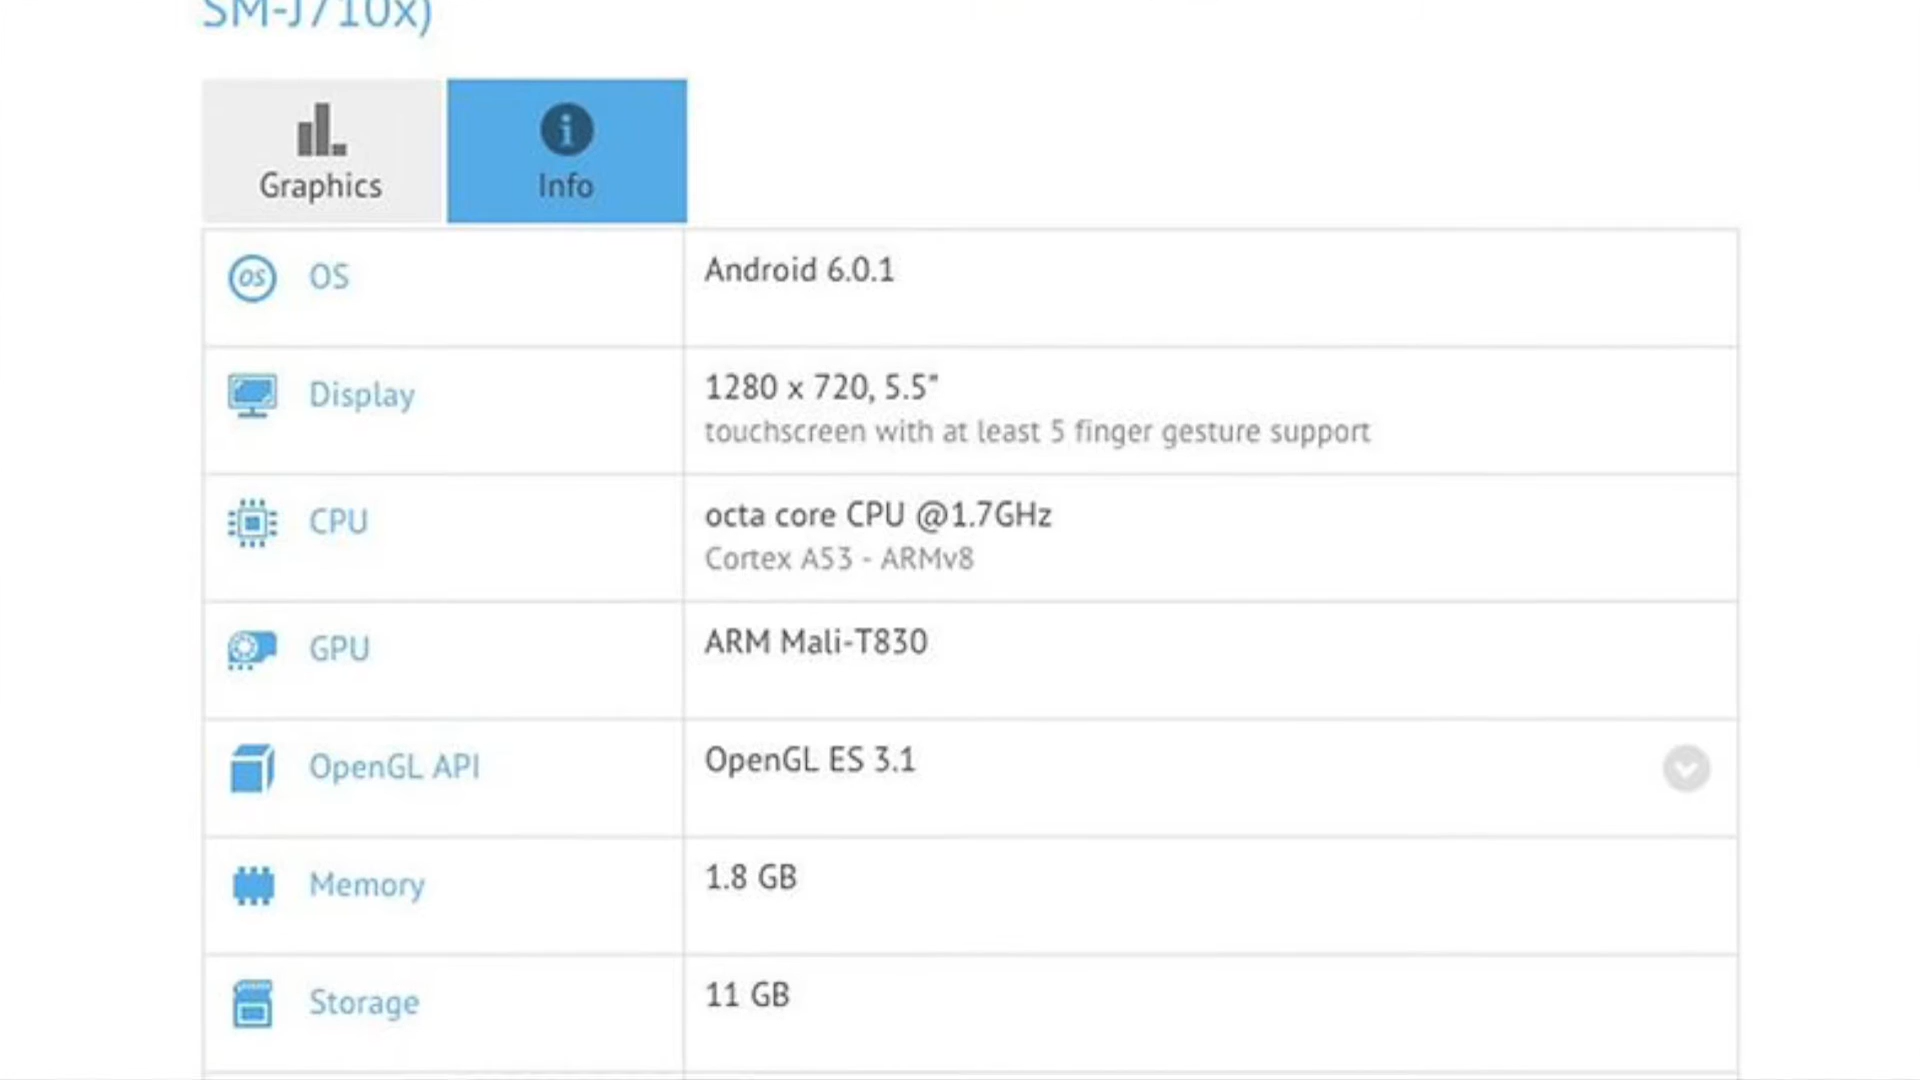 SM-J710x)
Graphics
Info
OS
Android 6.0.1
Display
1280 x 720, 5.5"
touchscreen with at least 5 finger gesture support
CPU
octa core CPU @1.7GHz
Cortex A53 - ARMv8
GPU
ARM Mali-T830
OpenGL API
OpenGL ES 3.1
Memory
1.8 GB
Storage
11 GB